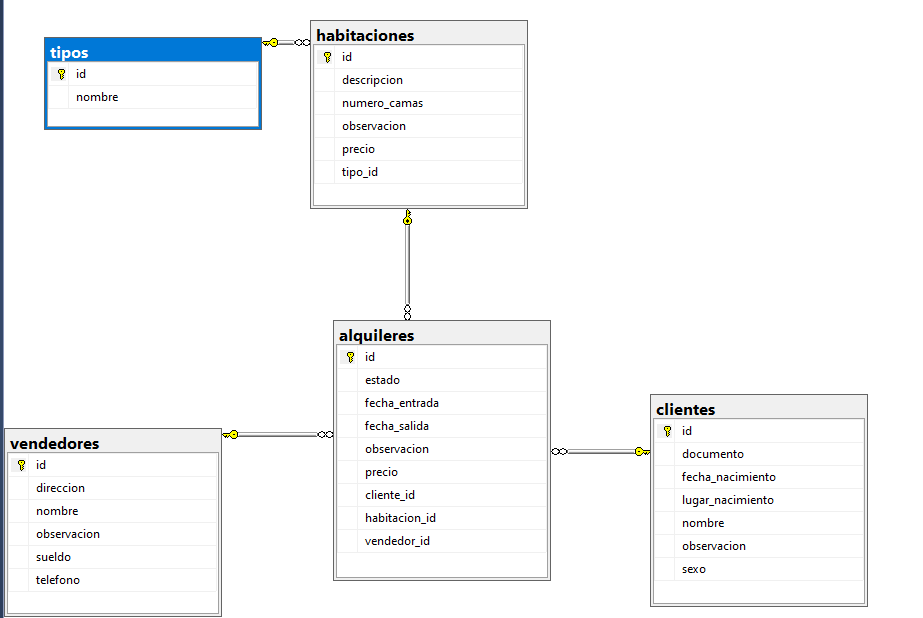 tipos
id
nombre
habitaciones
id
descripcion
numero_camas
observacion
precio
tipo_id
alquileres
id
estado
fecha_entrada
fecha_salida
observacion
precio
cliente_id
habitacion_id
vendedor_id
vendedores
id
direccion
nombre
observacion
sueldo
telefono
clientes
id
documento
fecha_nacimiento
lugar_nacimiento
nombre
observacion
sexo